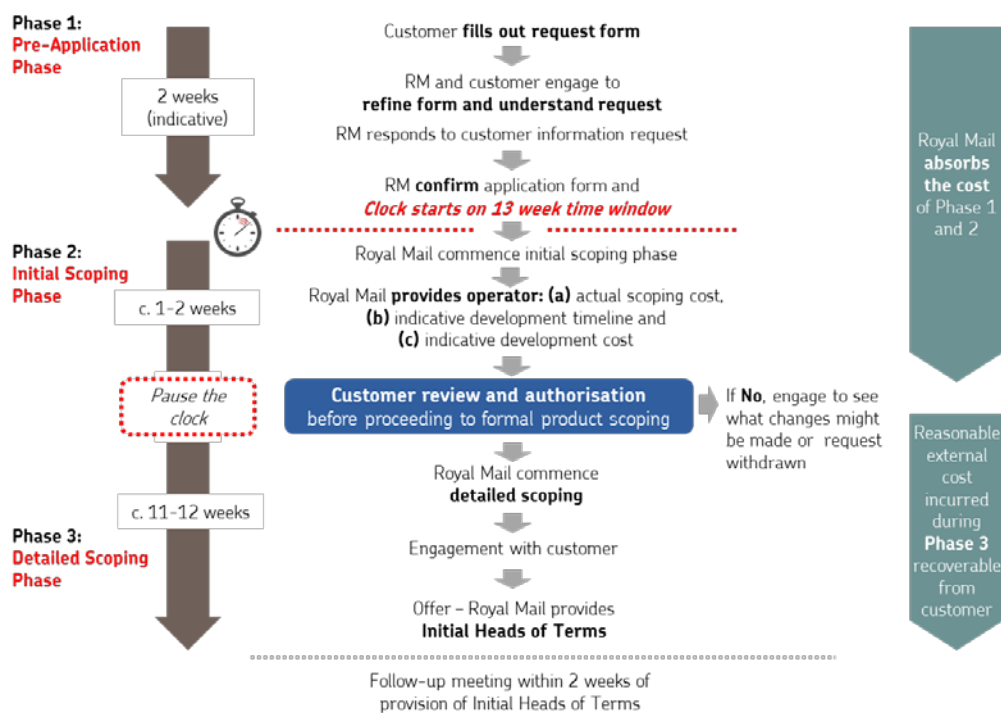 Phase 1:
Pre-Application
Phase
2 weeks
(indicative)
Customer fills out request form
RM and customer engage to
refine form and understand request
RM responds to customer information request
RM confirm application form and
Clock starts on 13 week time window
Royal Mail
absorbs
the cost
of Phase 1
and 2
Phase 2:
Initial Scoping
Phase
c. 1-2 weeks
Royal Mail commence initial scoping phase
Royal Mail provides operator: (a) actual scoping cost,
(b) indicative development timeline and
(c) indicative development cost
Pause the
clock
Customer review and authorisation
before proceeding to formal product scoping
If No, engage to see
what changes might
be made or request
withdrawn
c. 11-12 weeks
Phase 3:
Detailed Scoping
Phase
Royal Mail commence
detailed scoping
Engagement with customer
Offer – Royal Mail provides
Initial Heads of Terms
Reasonable
external
cost
incurred
during
Phase 3
recoverable
from
customer
Follow-up meeting within 2 weeks of
provision of Initial Heads of Terms